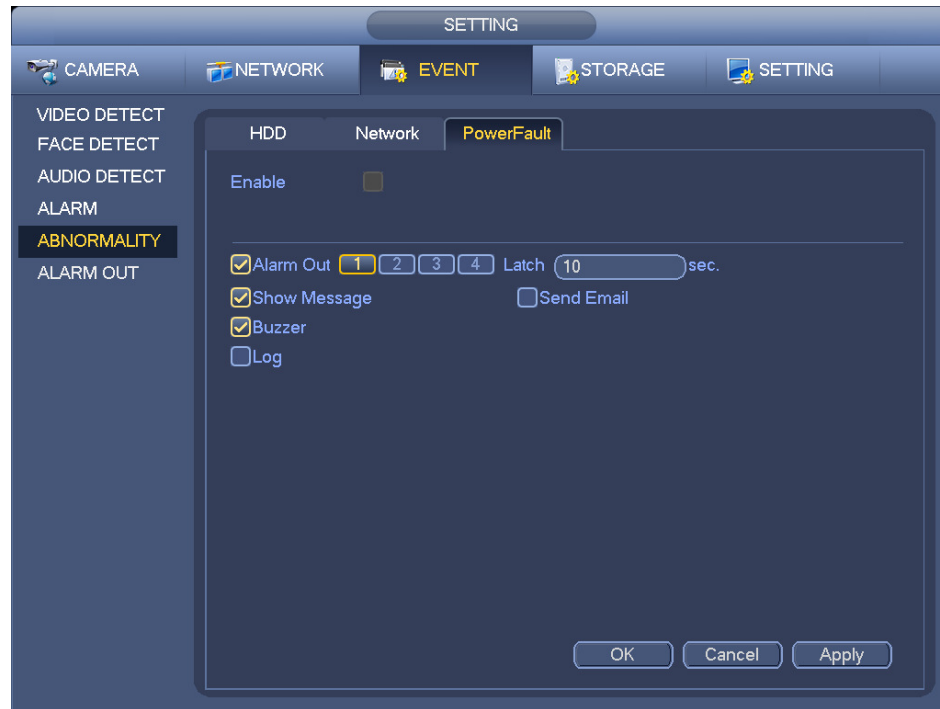 SETTING
CAMERA NETWORK EVENT STORAGE SETTING
VIDEO DETECT
FACE DETECT
AUDIO DETECT
ALARM
ABNORMALITY
ALARM OUT
HDD Network PowerFault
Enable
Alarm Out 1 2 3 4 Latch 10 sec.
Show Message Send Email
Buzzer
Log
OK Cancel Apply